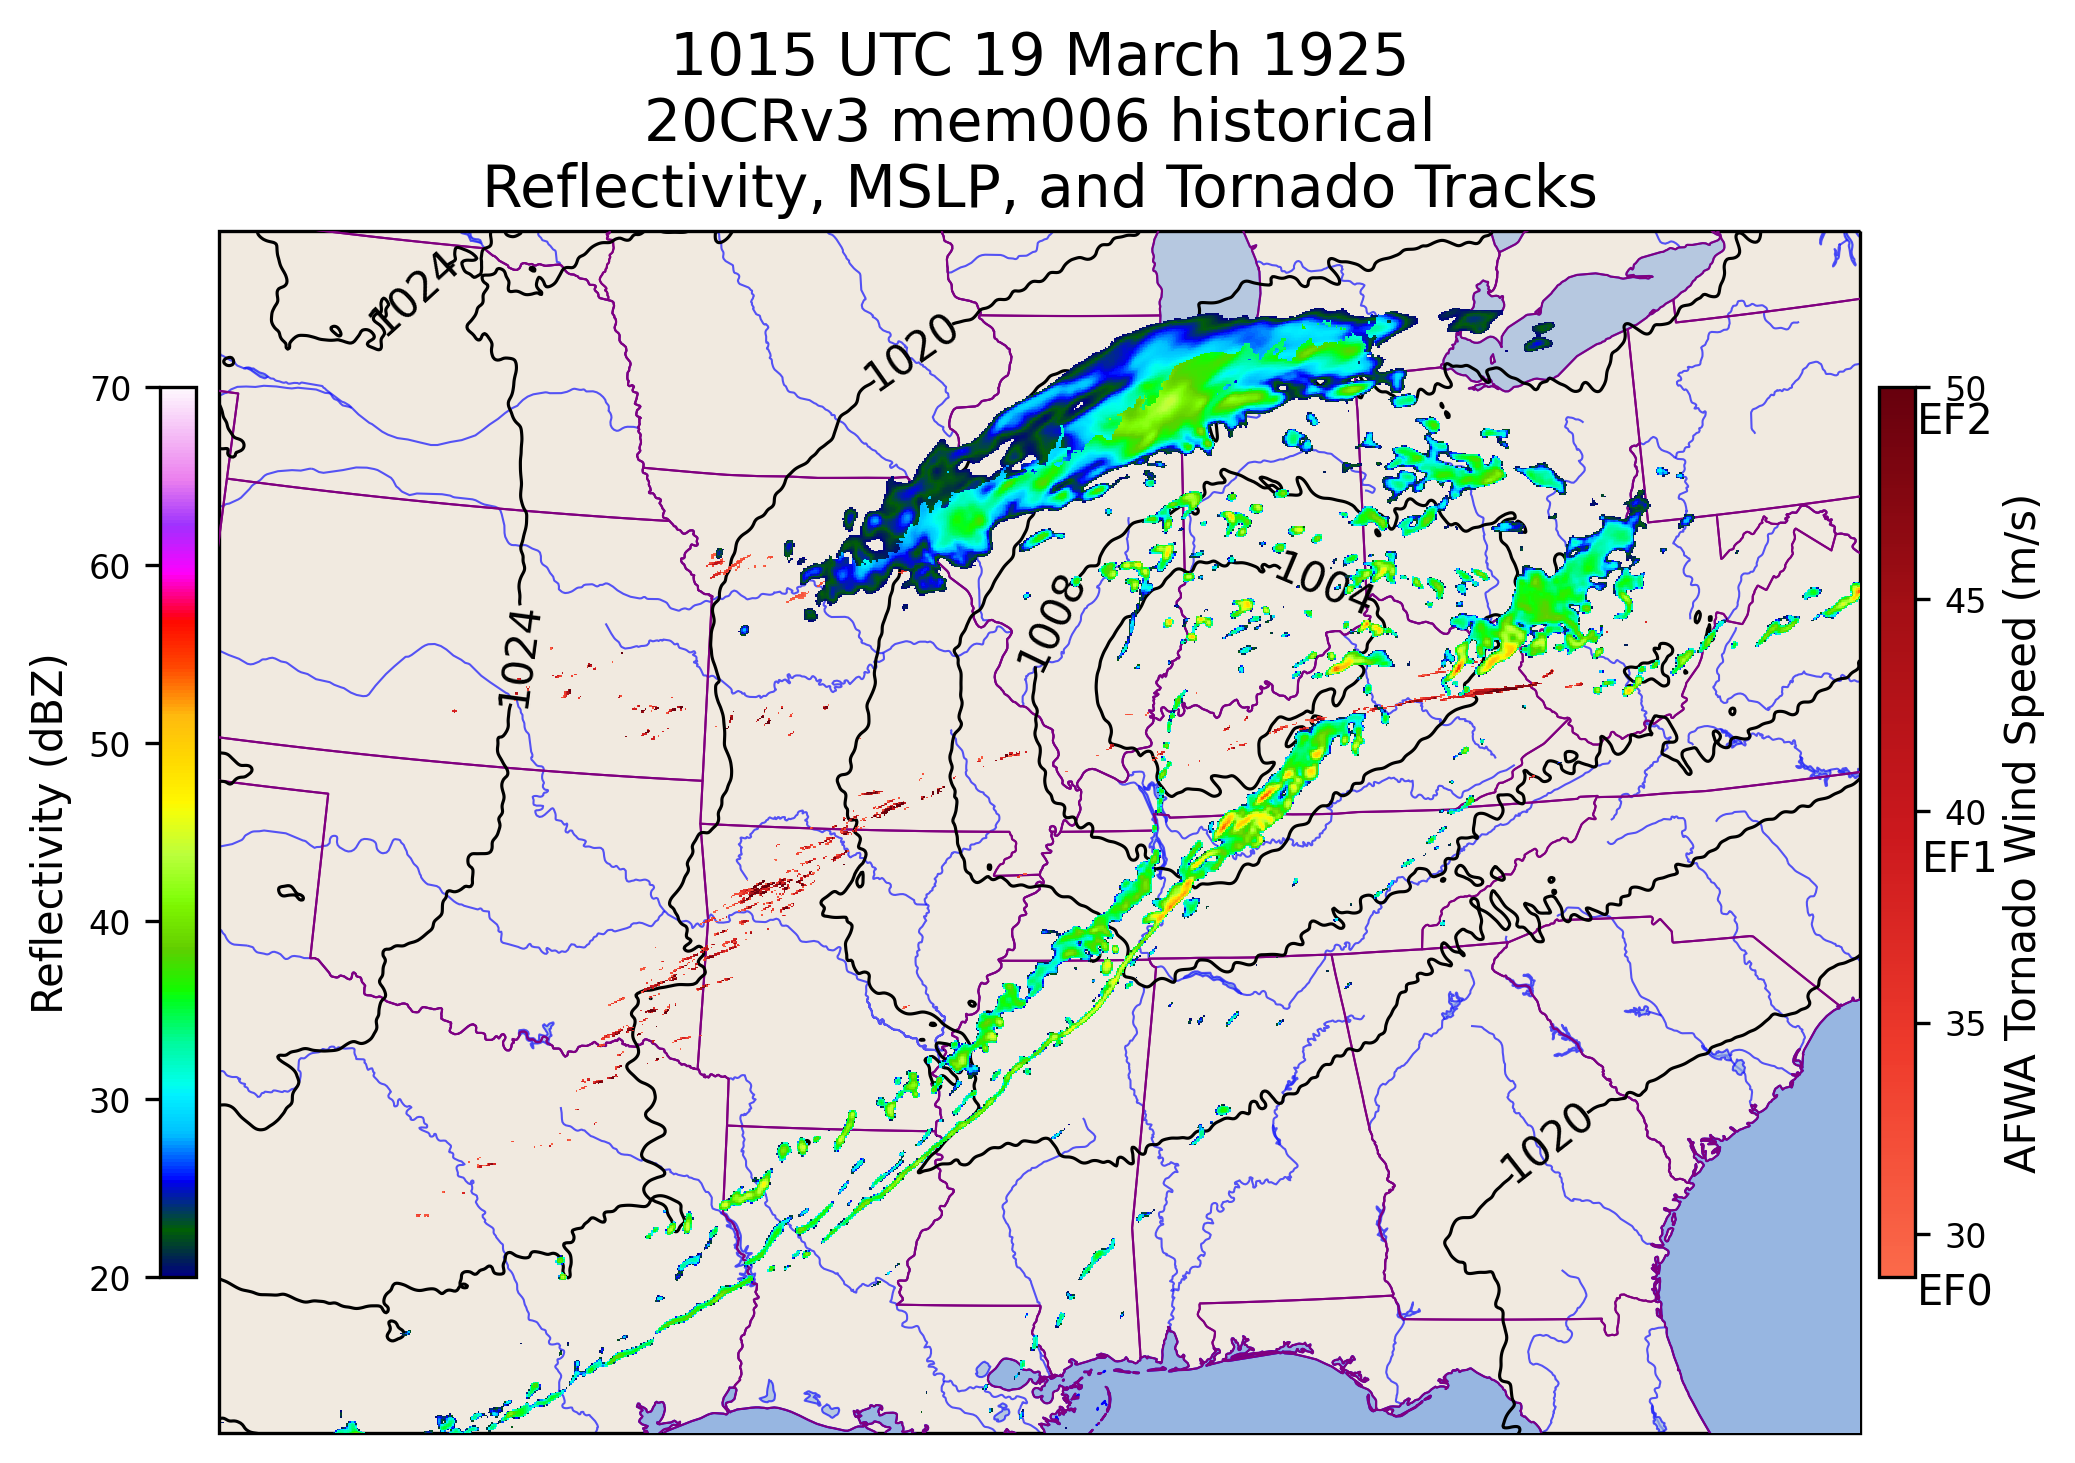 1015 UTC 19 March 1925
20CRv3 mem006 historical
Reflectivity, MSLP, and Tornado Tracks
1024
1020
1024
1008
1004
1020
Reflectivity (dBZ)
70
60
50
40
30
20
50
EF2
45
40
EF1
35
30
EF0
AFWA Tornado Wind Speed (m/s)